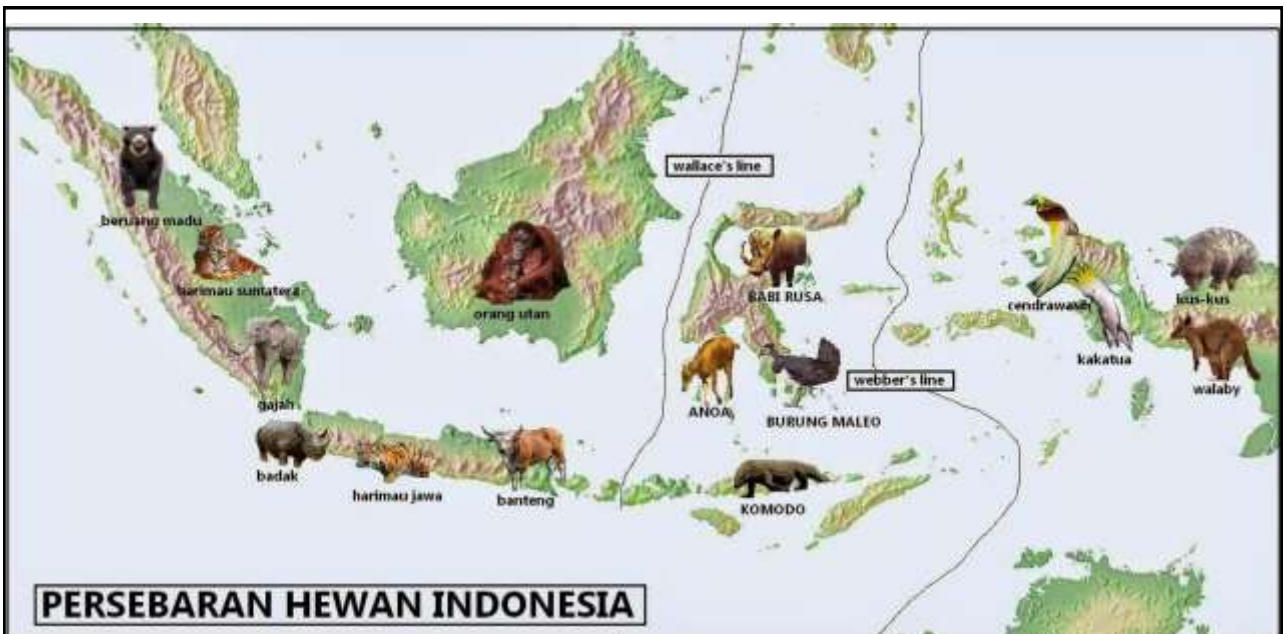 wallace's line
beruang madu
harimau sumatera
orang utan
BABI RUSA
cendrawasih
kus-kus
gajah
kakatua
walaby
webber's line
ANOA
BURUNG MALEO
badak
harimau jawa
banteng
KOMODO
PERSEBARAN HEWAN INDONESIA